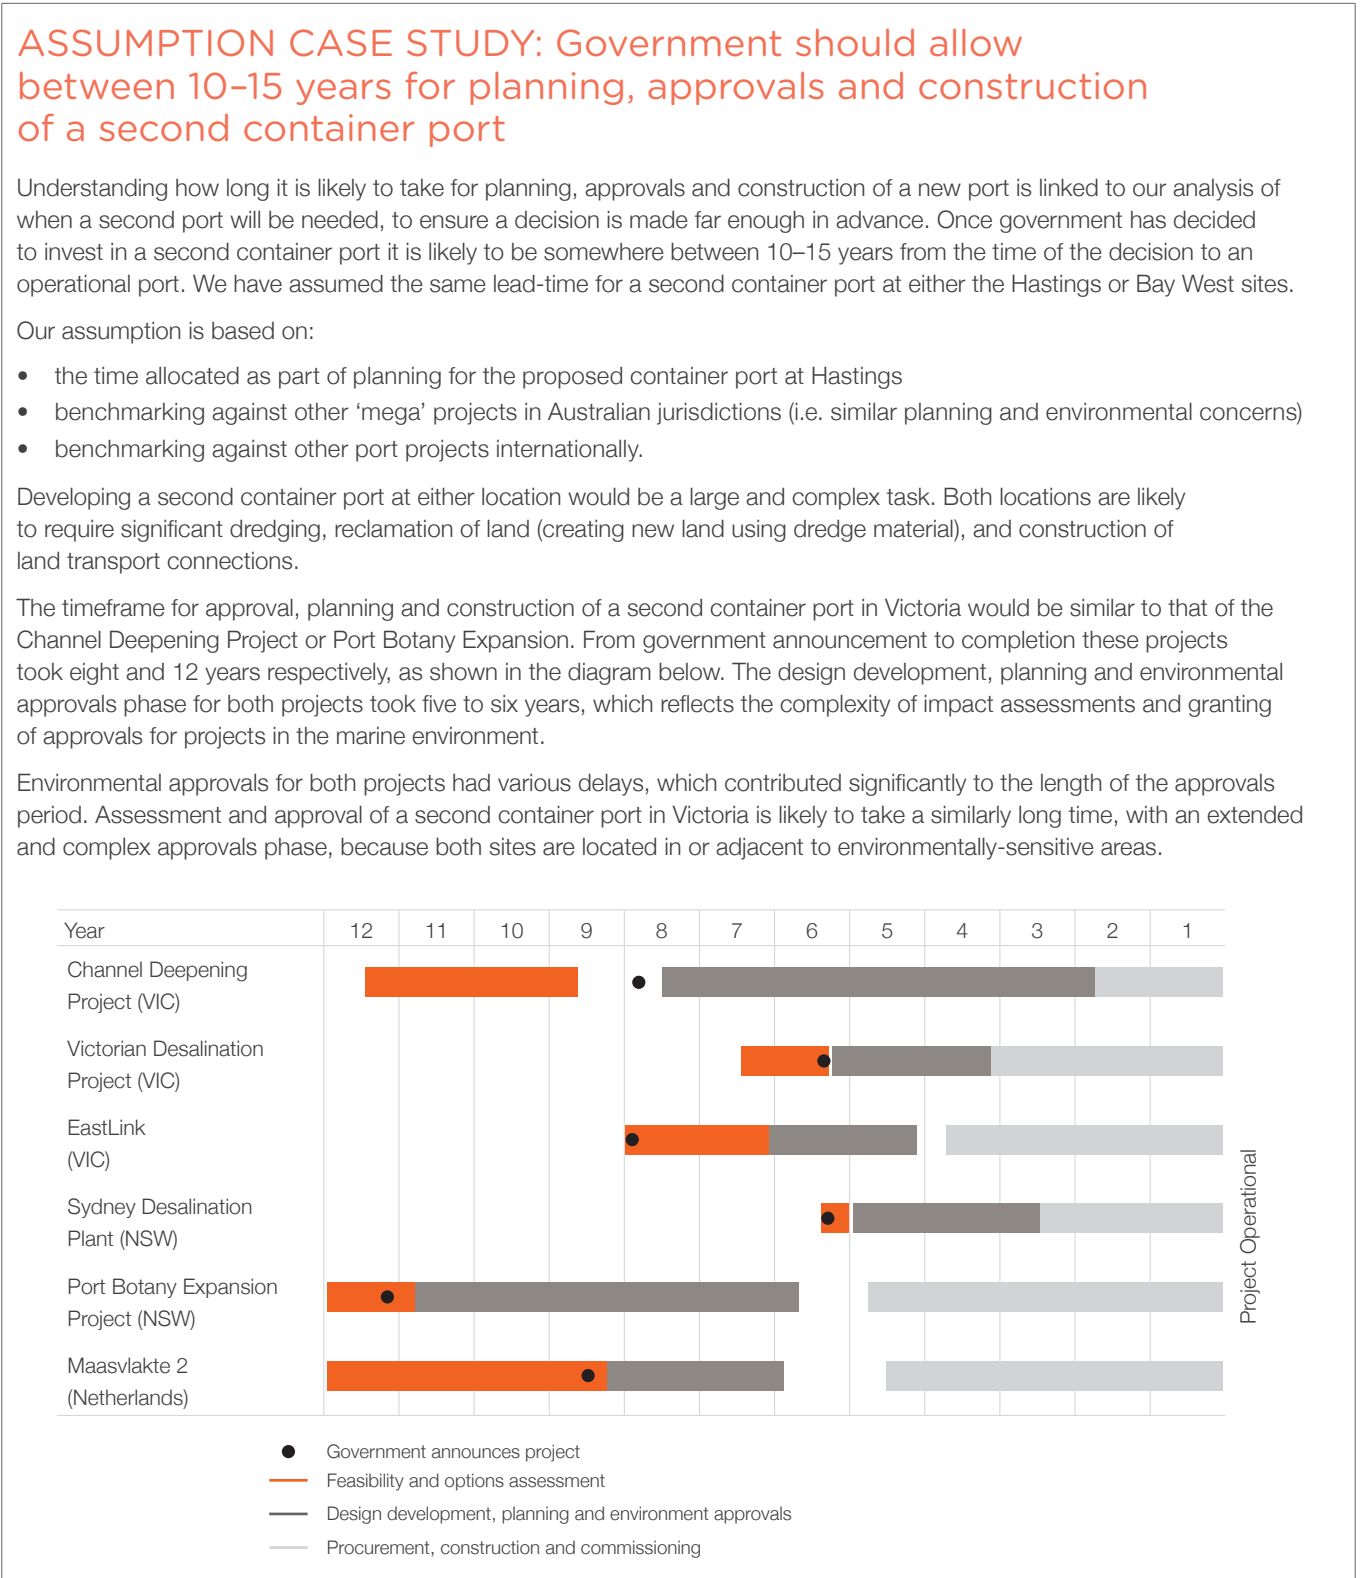 ASSUMPTION CASE STUDY: Government should allow
between 10–15 years for planning, approvals and construction
of a second container port
Understanding how long it is likely to take for planning, approvals and construction of a new port is linked to our analysis of
when a second port will be needed, to ensure a decision is made far enough in advance. Once government has decided
to invest in a second container port it is likely to be somewhere between 10–15 years from the time of the decision to an
operational port. We have assumed the same lead-time for a second container port at either the Hastings or Bay West sites.
Our assumption is based on:
• the time allocated as part of planning for the proposed container port at Hastings
• benchmarking against other ‘mega’ projects in Australian jurisdictions (i.e. similar planning and environmental concerns)
• benchmarking against other port projects internationally.
Developing a second container port at either location would be a large and complex task. Both locations are likely
to require significant dredging, reclamation of land (creating new land using dredge material), and construction of
land transport connections.
The timeframe for approval, planning and construction of a second container port in Victoria would be similar to that of the
Channel Deepening Project or Port Botany Expansion. From government announcement to completion these projects
took eight and 12 years respectively, as shown in the diagram below. The design development, planning and environmental
approvals phase for both projects took five to six years, which reflects the complexity of impact assessments and granting
of approvals for projects in the marine environment.
Environmental approvals for both projects had various delays, which contributed significantly to the length of the approvals
period. Assessment and approval of a second container port in Victoria is likely to take a similarly long time, with an extended
and complex approvals phase, because both sites are located in or adjacent to environmentally-sensitive areas.
Year 12 11 10 9 8 7 6 5 4 3 2 1
Channel Deepening
Project (VIC)
Victorian Desalination
Project (VIC)
EastLink
(VIC)
Sydney Desalination
Plant (NSW)
Port Botany Expansion
Project (NSW)
Maasvlakte 2
(Netherlands)
Project Operational
Government announces project
Feasibility and options assessment
Design development, planning and environment approvals
Procurement, construction and commissioning